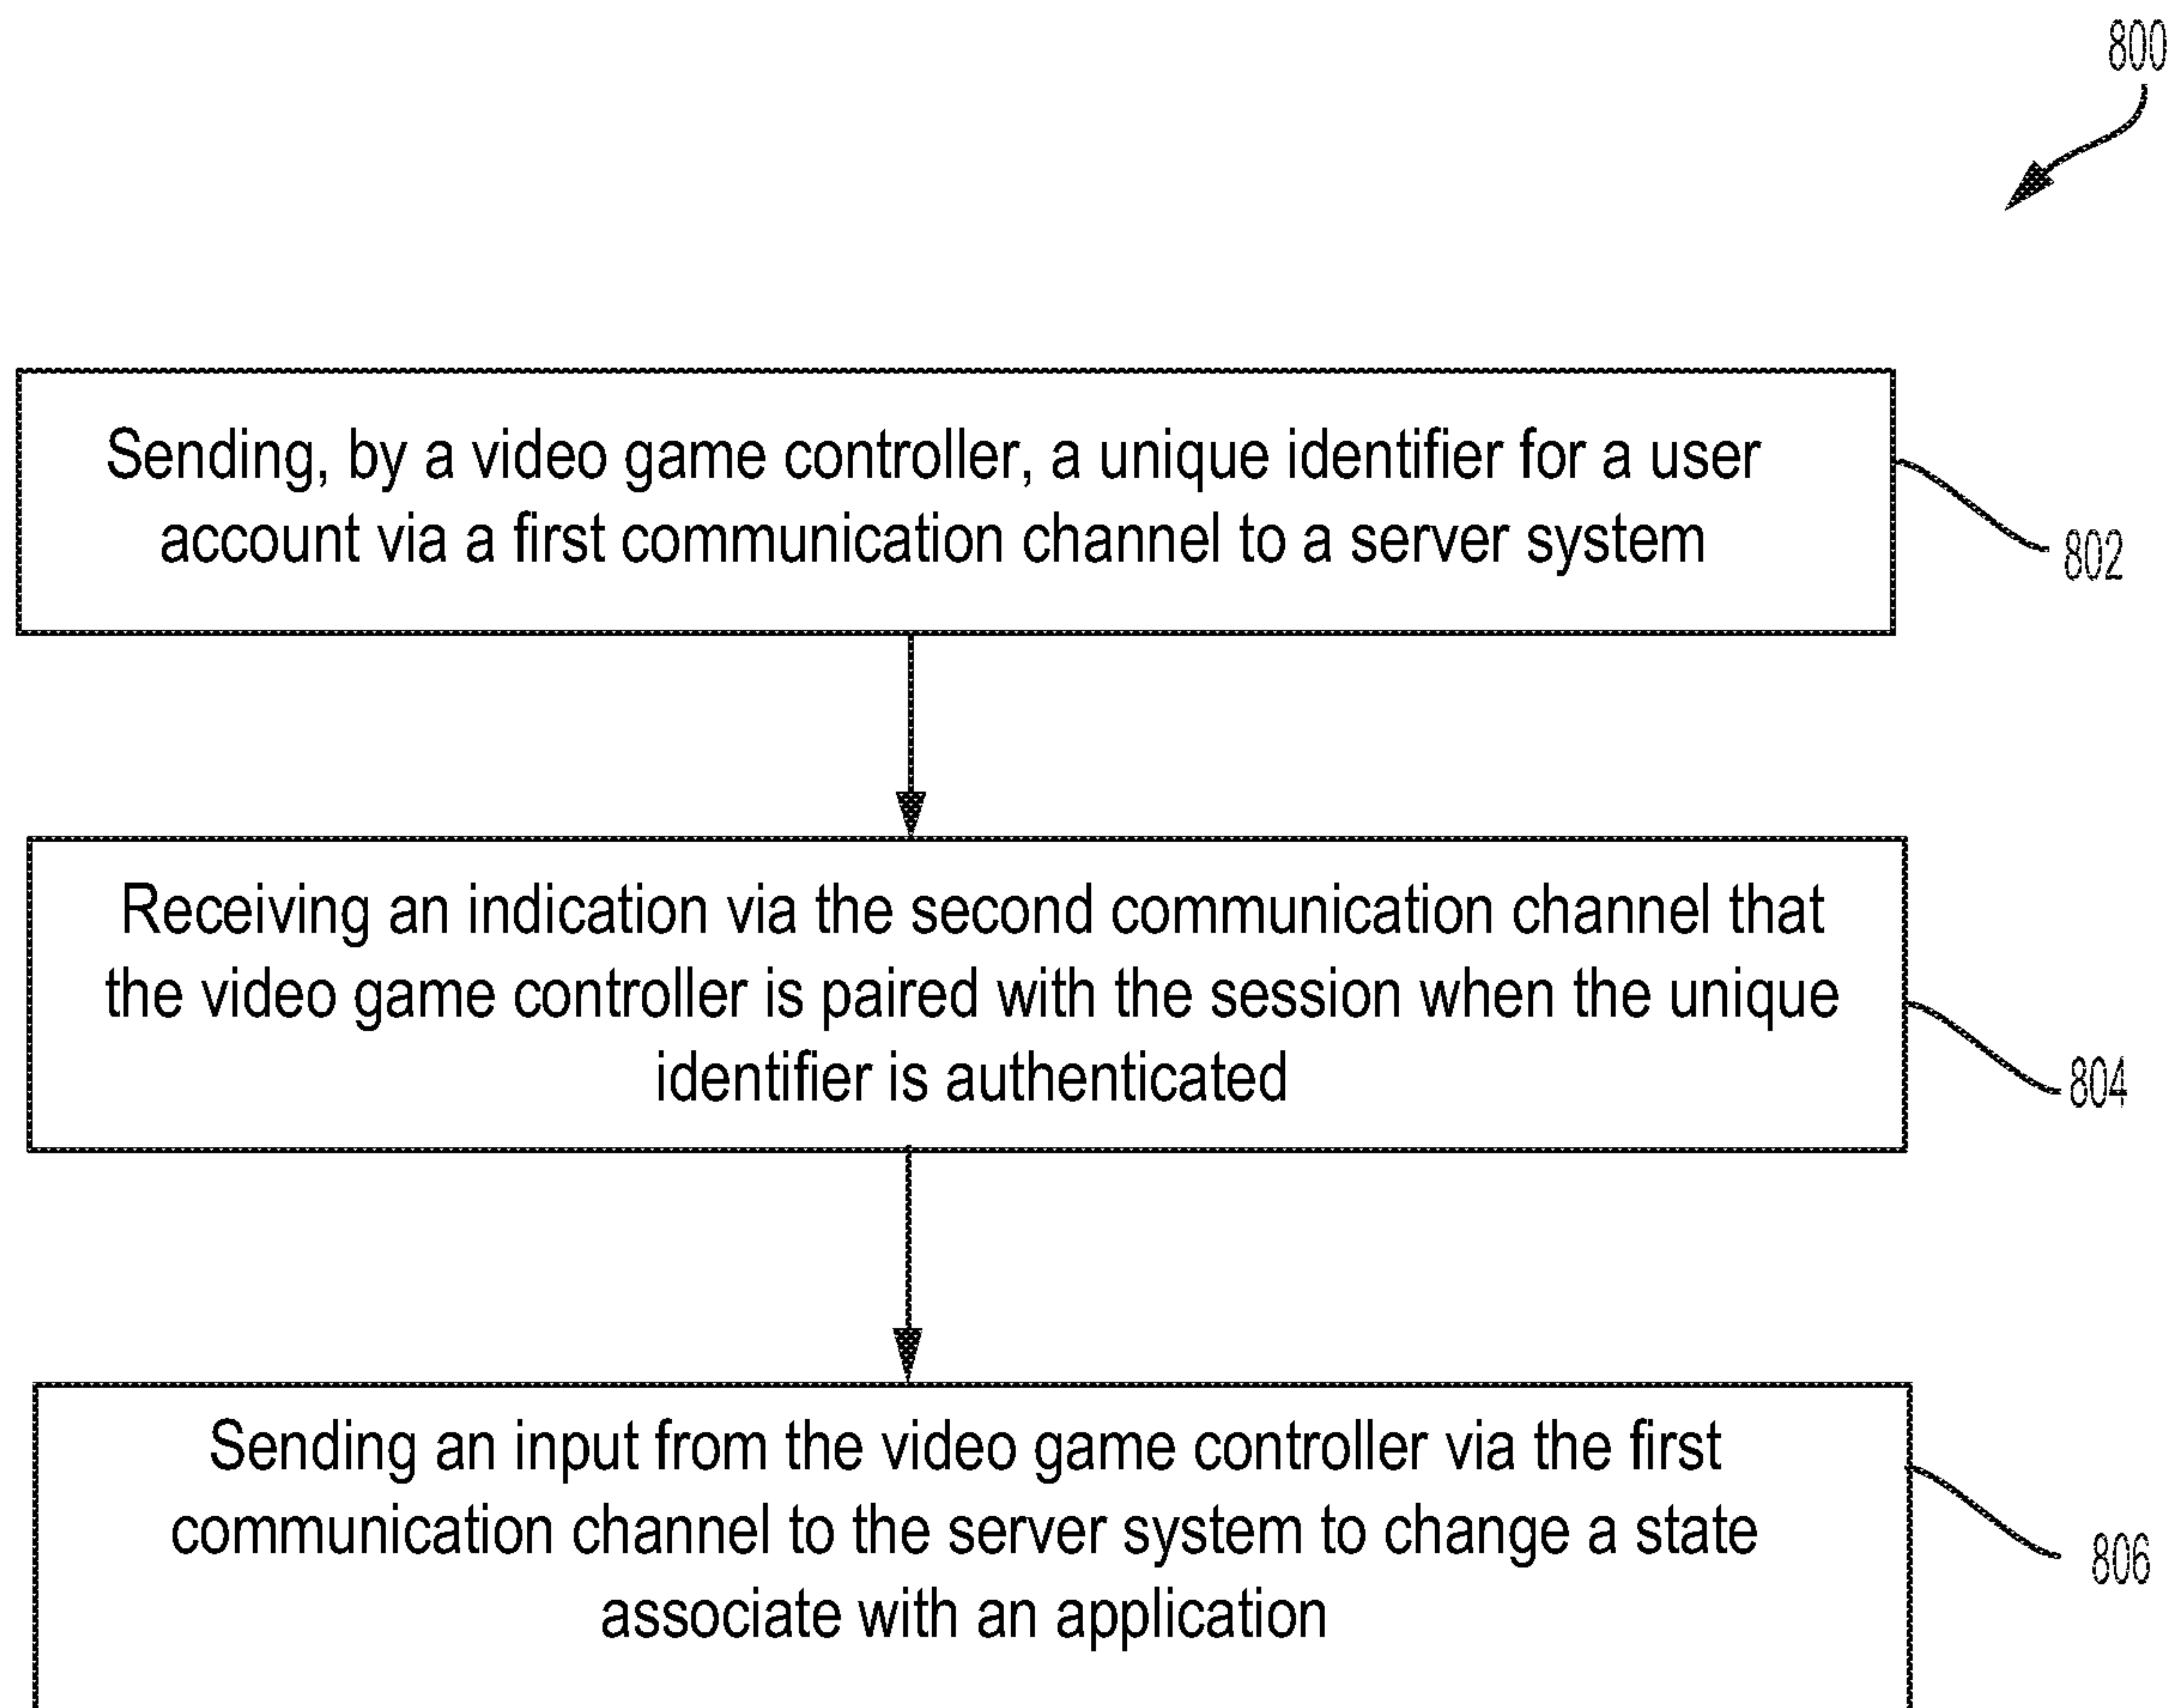 800
Sending, by a video game controller, a unique identifier for a user
account via a first communication channel to a server system
802
Receiving an indication via the second communication channel that
the video game controller is paired with the session when the unique
identifier is authenticated
804
Sending an input from the video game controller via the first
communication channel to the server system to change a state
associate with an application
806